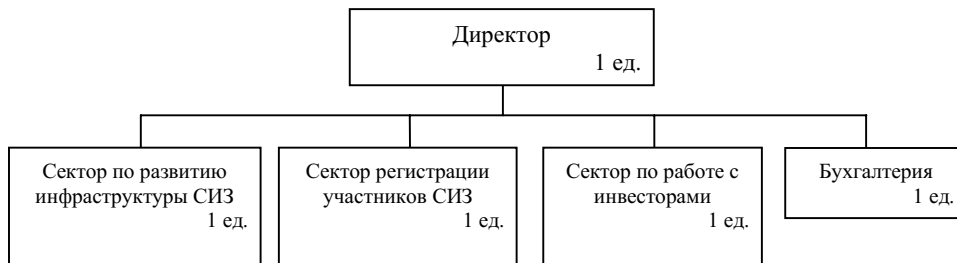 Директор
1 ед.
Сектор по развитию
инфраструктуры СИЗ
1 ед.
Сектор регистрации
участников СИЗ
1 ед.
Сектор по работе с
инвесторами
1 ед.
Бухгалтерия
1 ед.